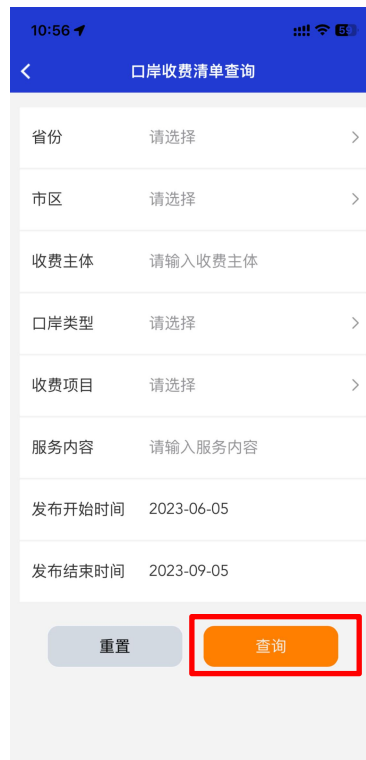 10:56
59
口岸收费清单查询
省份 请选择
市区 请选择
收费主体 请输入收费主体
口岸类型 请选择
收费项目 请选择
服务内容 请输入服务内容
发布开始时间 2023-06-05
发布结束时间 2023-09-05
重置 查询